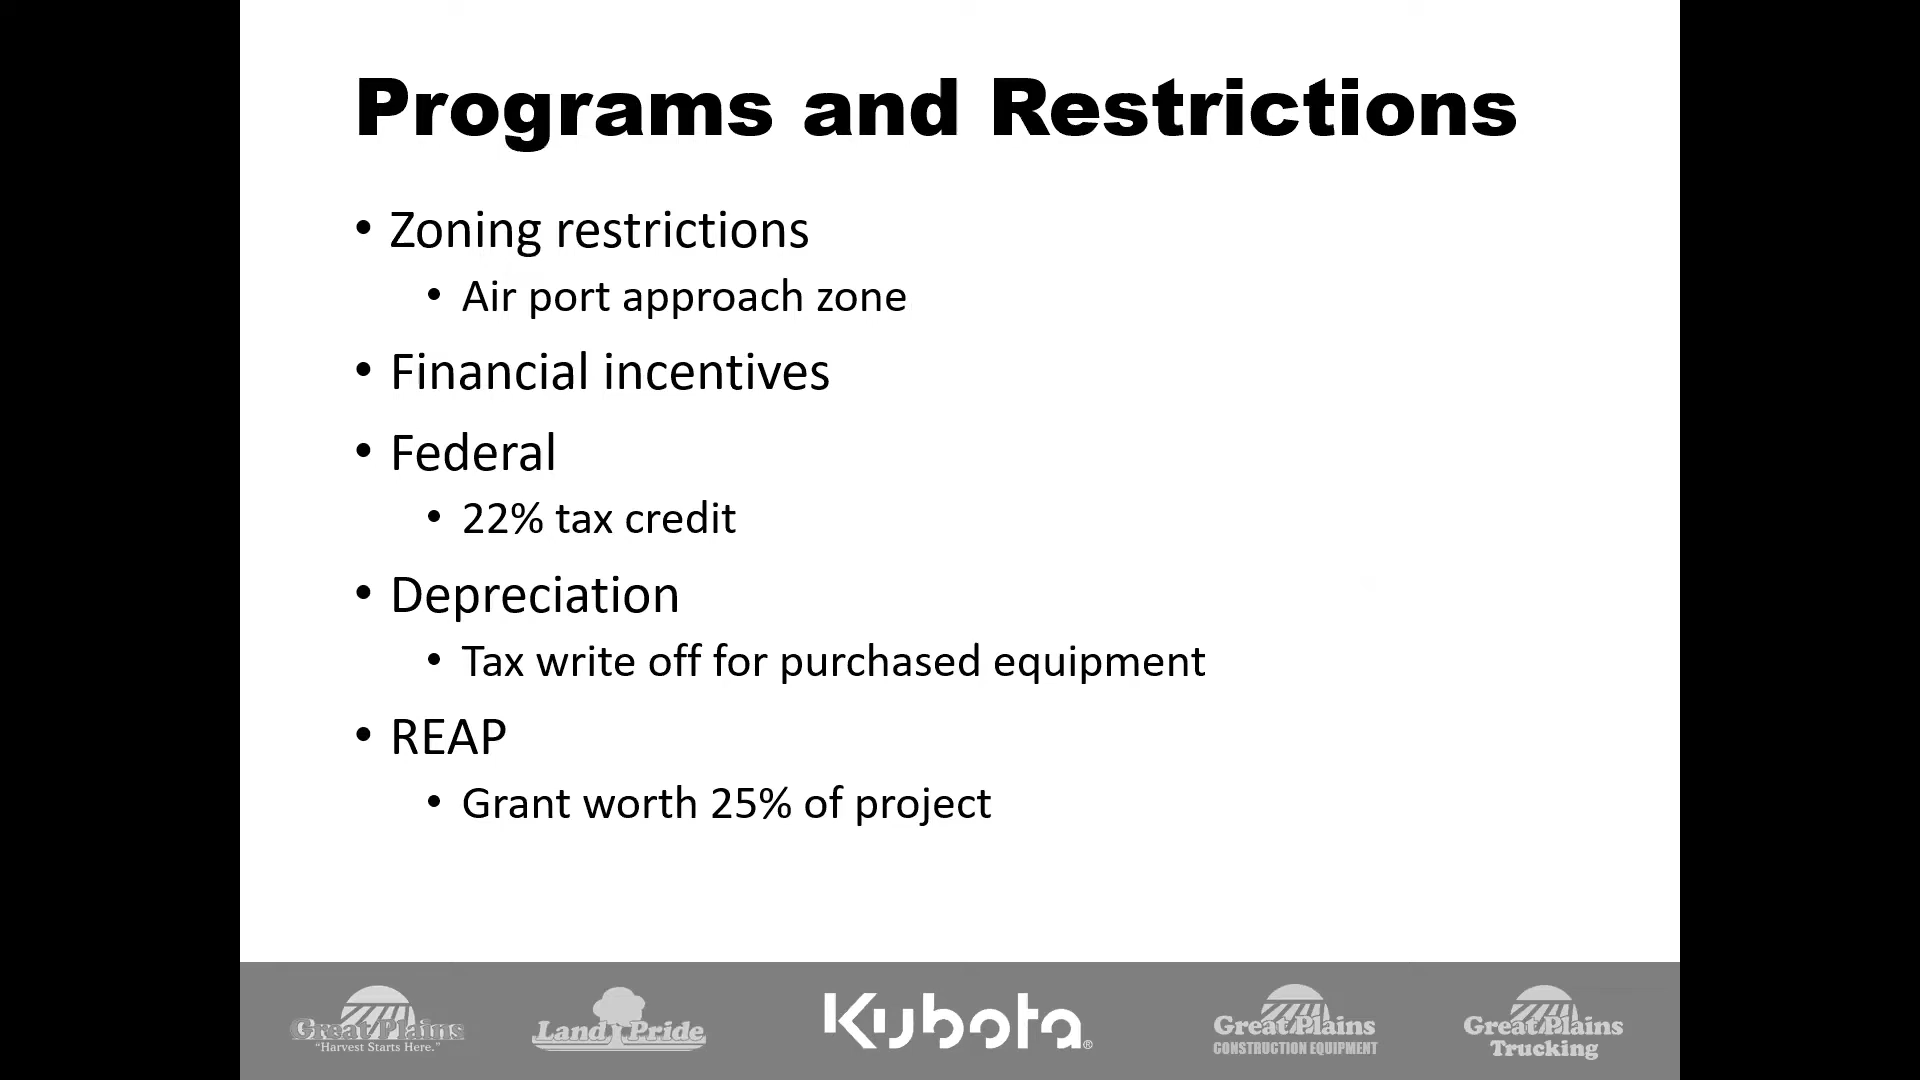 Programs and Restrictions
• Zoning restrictions
• Air port approach zone
• Financial incentives
• Federal
• 22% tax credit
• Depreciation
• Tax write off for purchased equipment
• REAP
• Grant worth 25% of project
Great Plains
"Harvest Starts Here."
Land Pride
Kubota®
Great Plains
CONSTRUCTION EQUIPMENT
Great Plains
Trucking